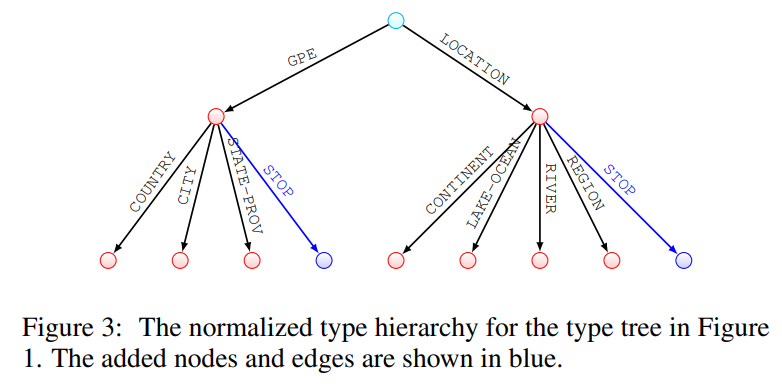 GPE
LOCATION
COUNTRY
CITY
STATE-PROV
STOP
CONTINENT
LAKE-OCEAN
RIVER
REGION
STOP
Figure 3: The normalized type hierarchy for the type tree in Figure
1. The added nodes and edges are shown in blue.